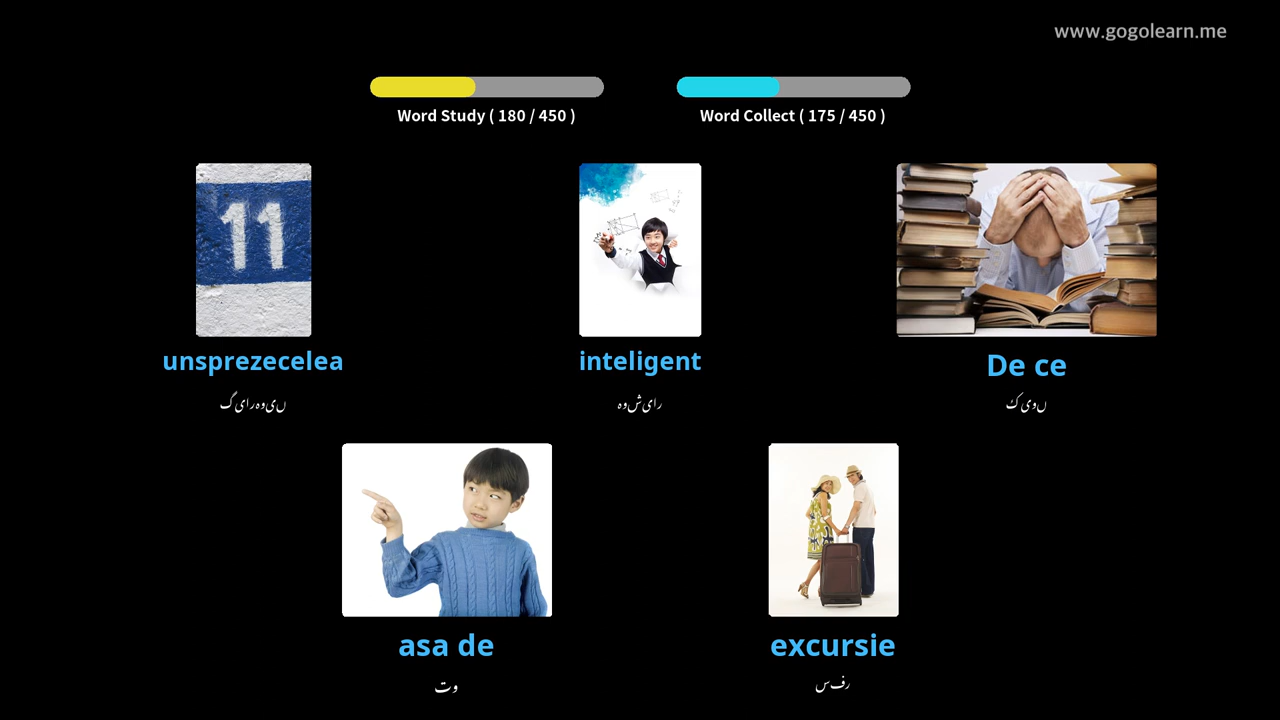 www.gogolearn.me
Word Study ( 180 / 450 )
Word Collect ( 175 / 450 )
11
unsprezecelea
inteligent
De ce
گیارہویں
ہوشیار
کیوں
asa de
excursie
تو
سفر